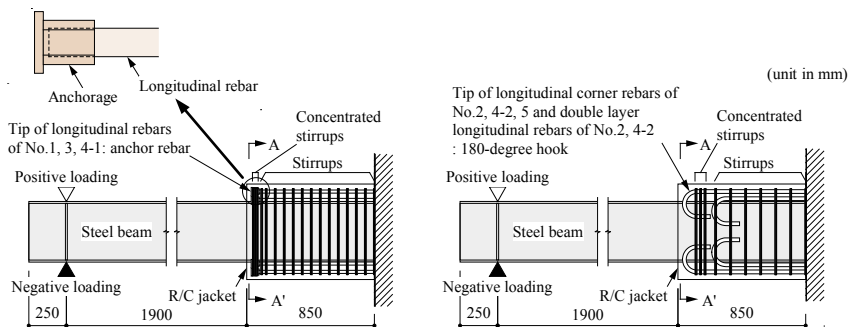 Longitudinal rebar
Anchorage
Tip of longitudinal rebars
of No.1, 3, 4-1: anchor rebar
Concentrated
stirrups
A
Stirrups
Positive loading
Steel beam
Negative loading
R/C jacket
A'
250
1900
850
(unit in mm)
Tip of longitudinal corner rebars of
No.2, 4-2, 5 and double layer
longitudinal rebars of No.2, 4-2
: 180-degree hook
Concentrated
stirrups
A
Stirrups
Positive loading
Steel beam
Negative loading
R/C jacket
A'
250
1900
850